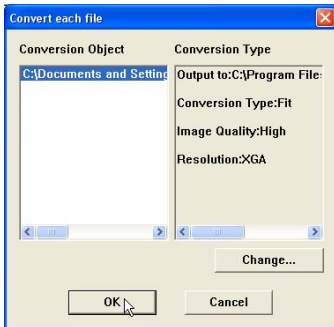 Convert each file
Conversion Object
Conversion Type
C:\Documents and Setting
Output to:C:\Program Files
Conversion Type:Fit
Image Quality:High
Resolution:XGA
Change...
OK
Cancel